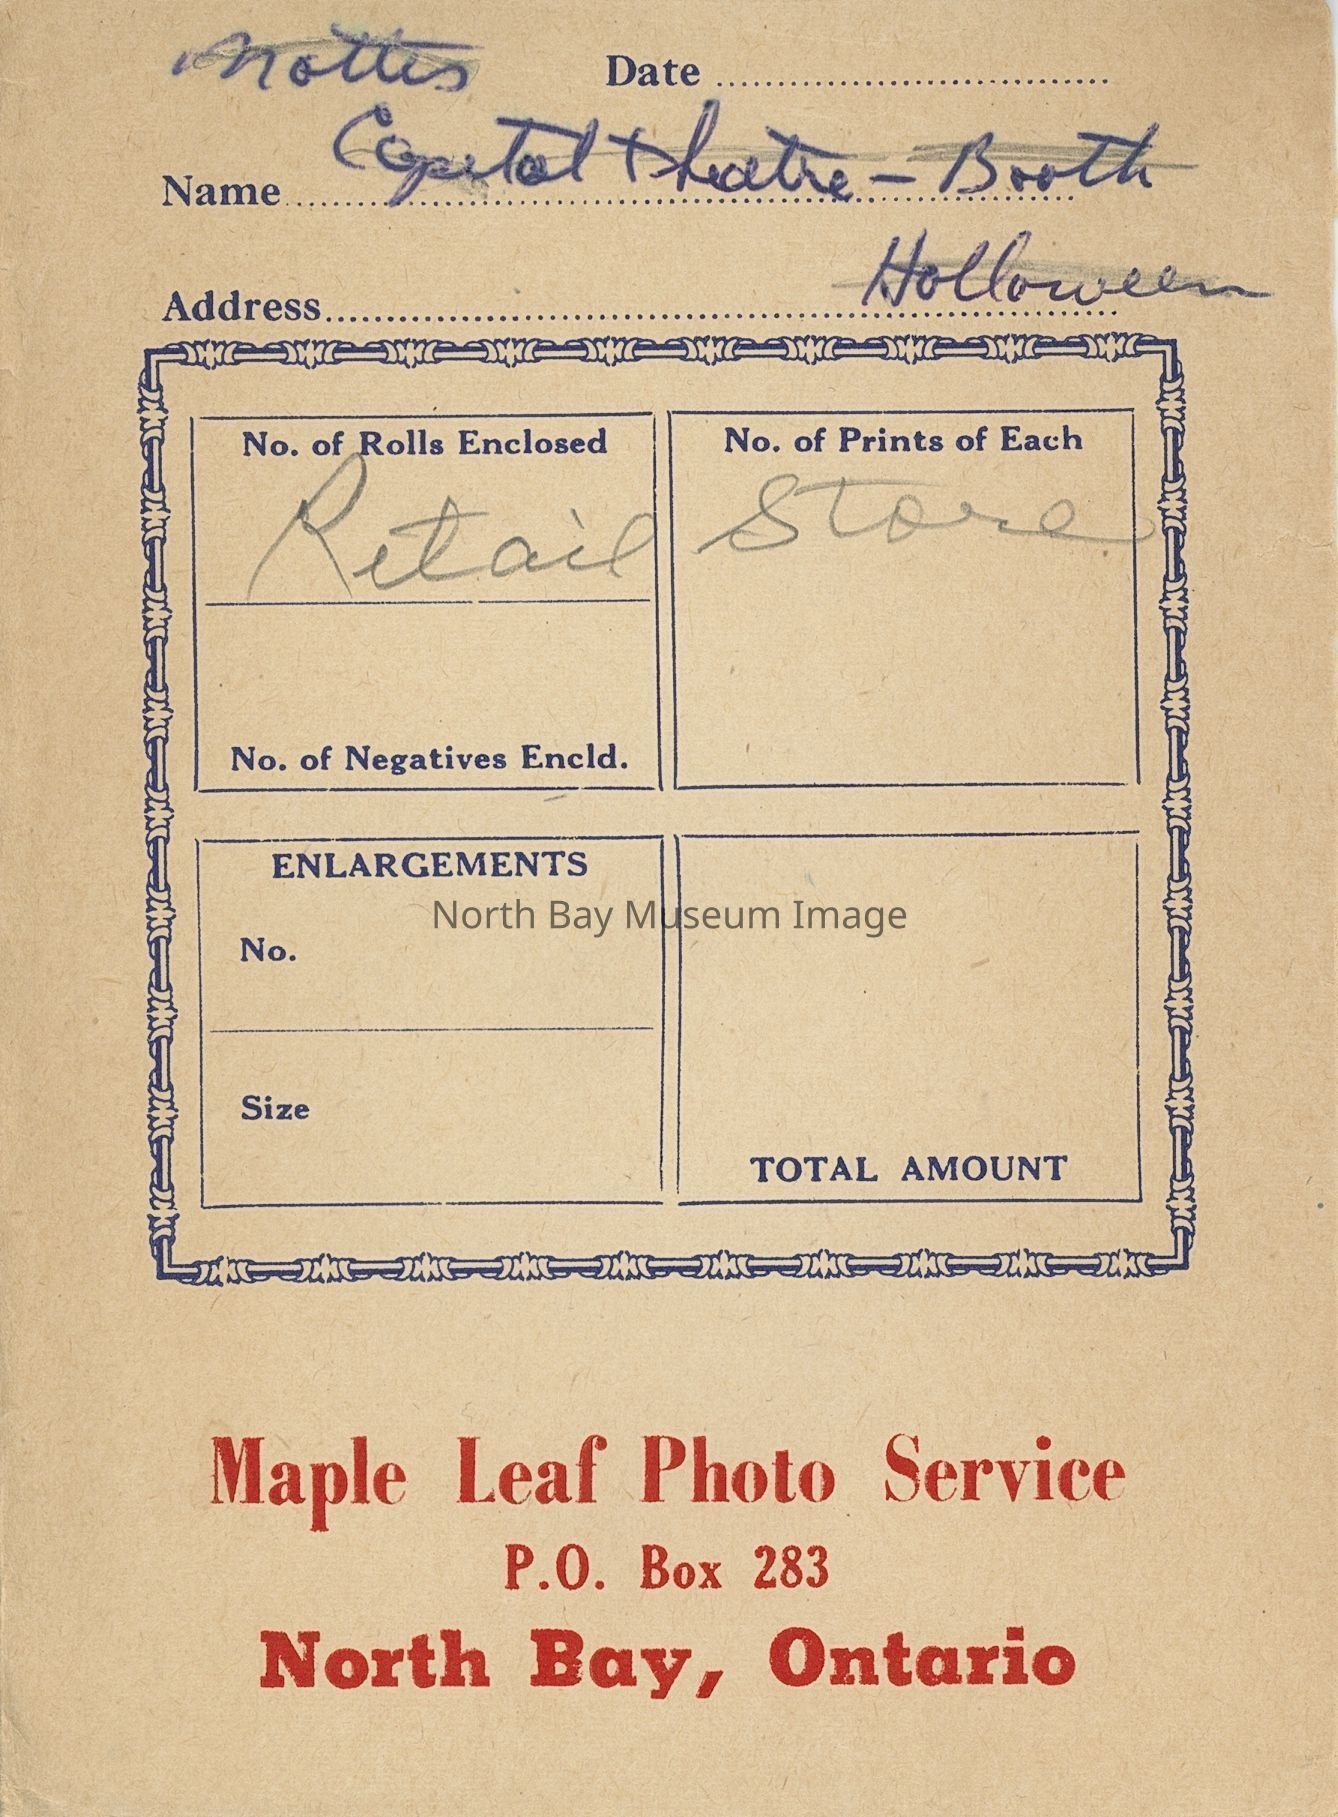 Mottes
Date
Capital Theatre - Booth
Name
Holloween
Address
No. of Rolls Enclosed
No. of Prints of Each
Retail Store
No. of Negatives Encld.
ENLARGEMENTS
North Bay Museum Image
No.
Size
TOTAL AMOUNT
Maple Leaf Photo Service
P.O. Box 283
North Bay, Ontario